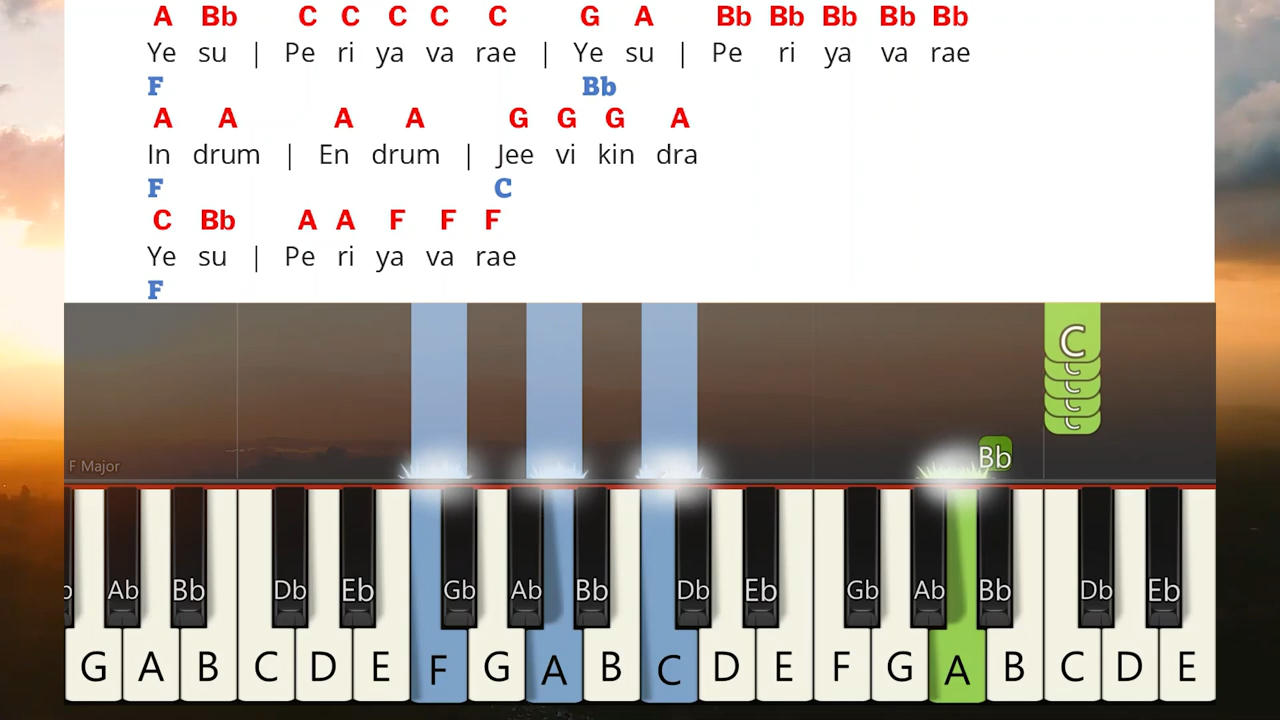 A Bb C C C C C G A Bb Bb Bb Bb Bb
Ye su | Pe ri ya va rae | Ye su | Pe ri ya va rae
F Bb
A A A A G G G A
In drum | En drum | Jee vi kin dra
F C
C Bb A A F F F
Ye su | Pe ri ya va rae
F
C
C
C
C
C
Bb
F Major
Ab Bb Db Eb Gb Ab Bb Db Eb Gb Ab Bb Db Eb
G A B C D E F G A B C D E F G A B C D E